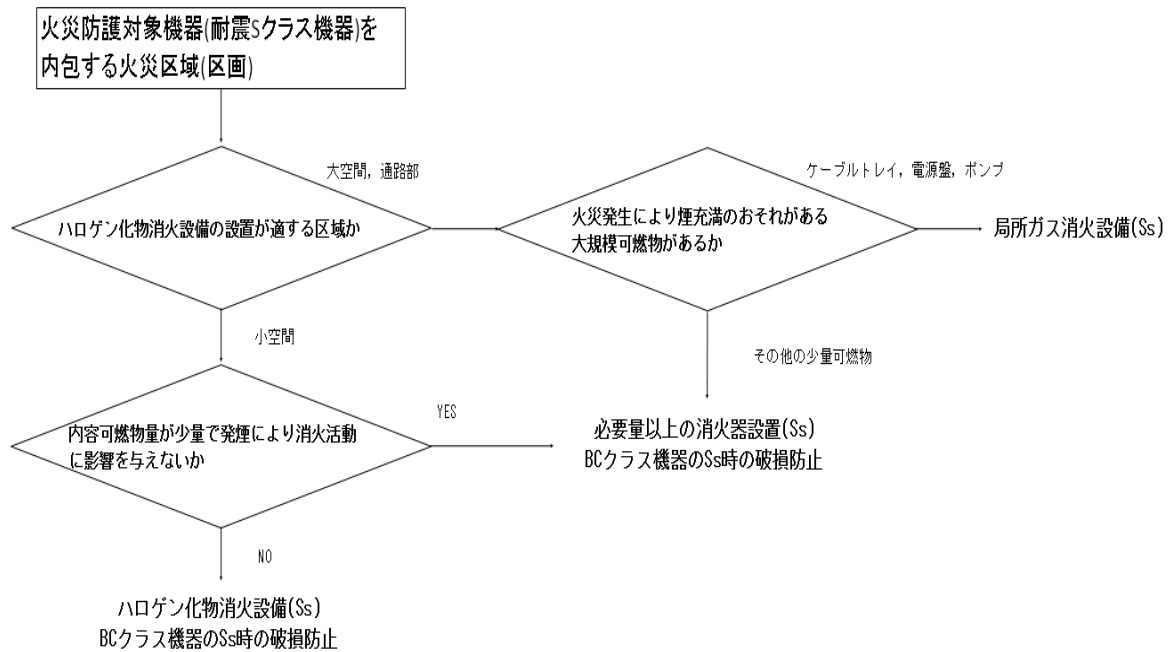 火災防護対象機器(耐震Sクラス機器)を
内包する火災区域(区画)
大空間，通路部
ケーブルトレイ，電源盤，ポンプ
ハロゲン化物消火設備の設置が適する区域か
火災発生により煙充満のおそれがある
大規模可燃物があるか
局所ガス消火設備(Ss)
小空間
その他の少量可燃物
内容可燃物量が少量で発煙により消火活動
に影響を与えないか
YES
必要量以上の消火器設置(Ss)
BCクラス機器のSs時の破損防止
NO
ハロゲン化物消火設備(Ss)
BCクラス機器のSs時の破損防止